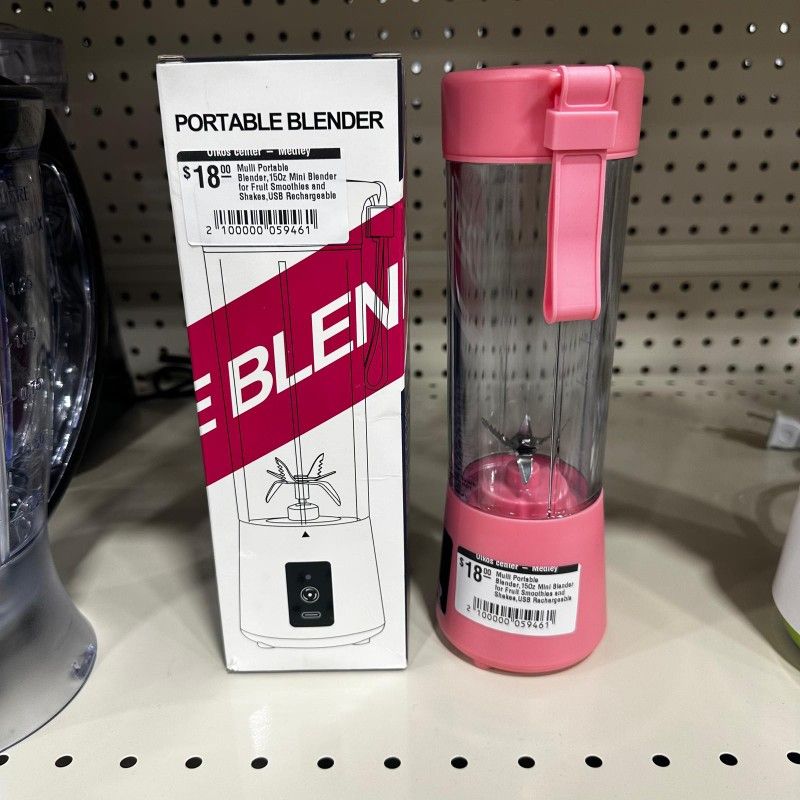 PORTABLE BLENDER
Oikos center — Medley
$18.00
Mulli Portable
Blender,15Oz Mini Blender
for Fruit Smoothies and
Shakes,USB Rechargeable
2 100000 059461
E BLEN
Oikos center — Medley
$18.00
Mulli Portable
Blender,15Oz Mini Blender
for Fruit Smoothies and
Shakes,USB Rechargeable
2 100000 059461